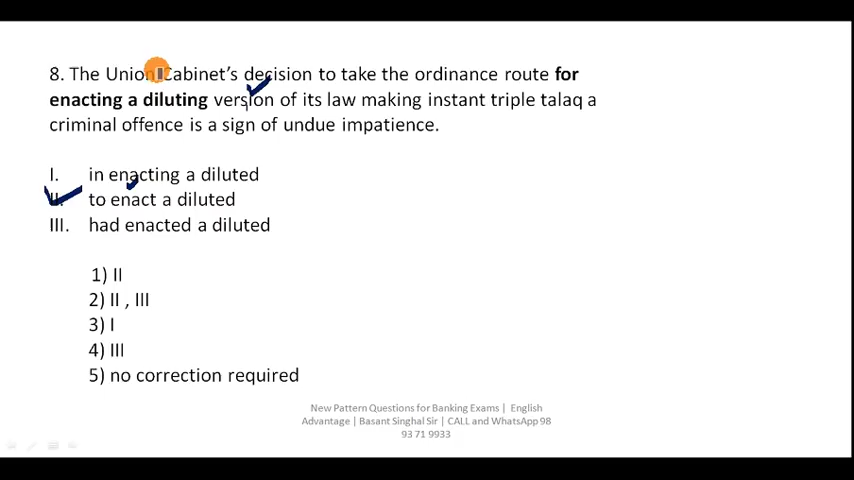 8. The Union Cabinet's decision to take the ordinance route for
enacting a diluting version of its law making instant triple talaq a
criminal offence is a sign of undue impatience.
I. in enacting a diluted
II. to enact a diluted
III. had enacted a diluted
1) II
2) II , III
3) I
4) III
5) no correction required
New Pattern Questions for Banking Exams | English
Advantage | Basant Singhal Sir | CALL and WhatsApp 98
93 71 9933